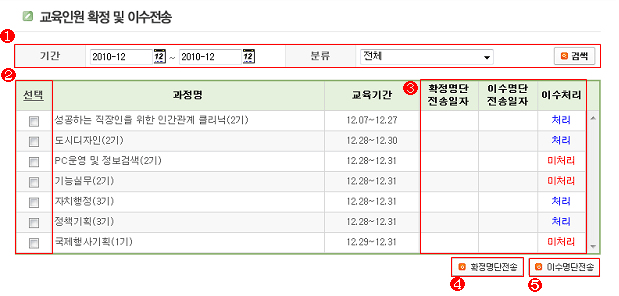 교육인원 확정 및 이수전송
1
기간 2010-12 12 ~ 2010-12 12 분류 전체 검색
2 3
선택 과정명 교육기간 확정명단 전송일자 이수명단 전송일자 이수처리
성공하는 직장인을 위한 인간관계 클리닉(2기) 12.07~12.27 처리
도시디자인(2기) 12.28~12.30 처리
PC운영 및 정보검색(2기) 12.28~12.31 미처리
기능실무(2기) 12.28~12.31 미처리
자치행정(3기) 12.28~12.31 처리
정책기획(3기) 12.28~12.31 처리
국제행사기획(1기) 12.29~12.31 미처리
확정명단전송 이수명단전송
4 5